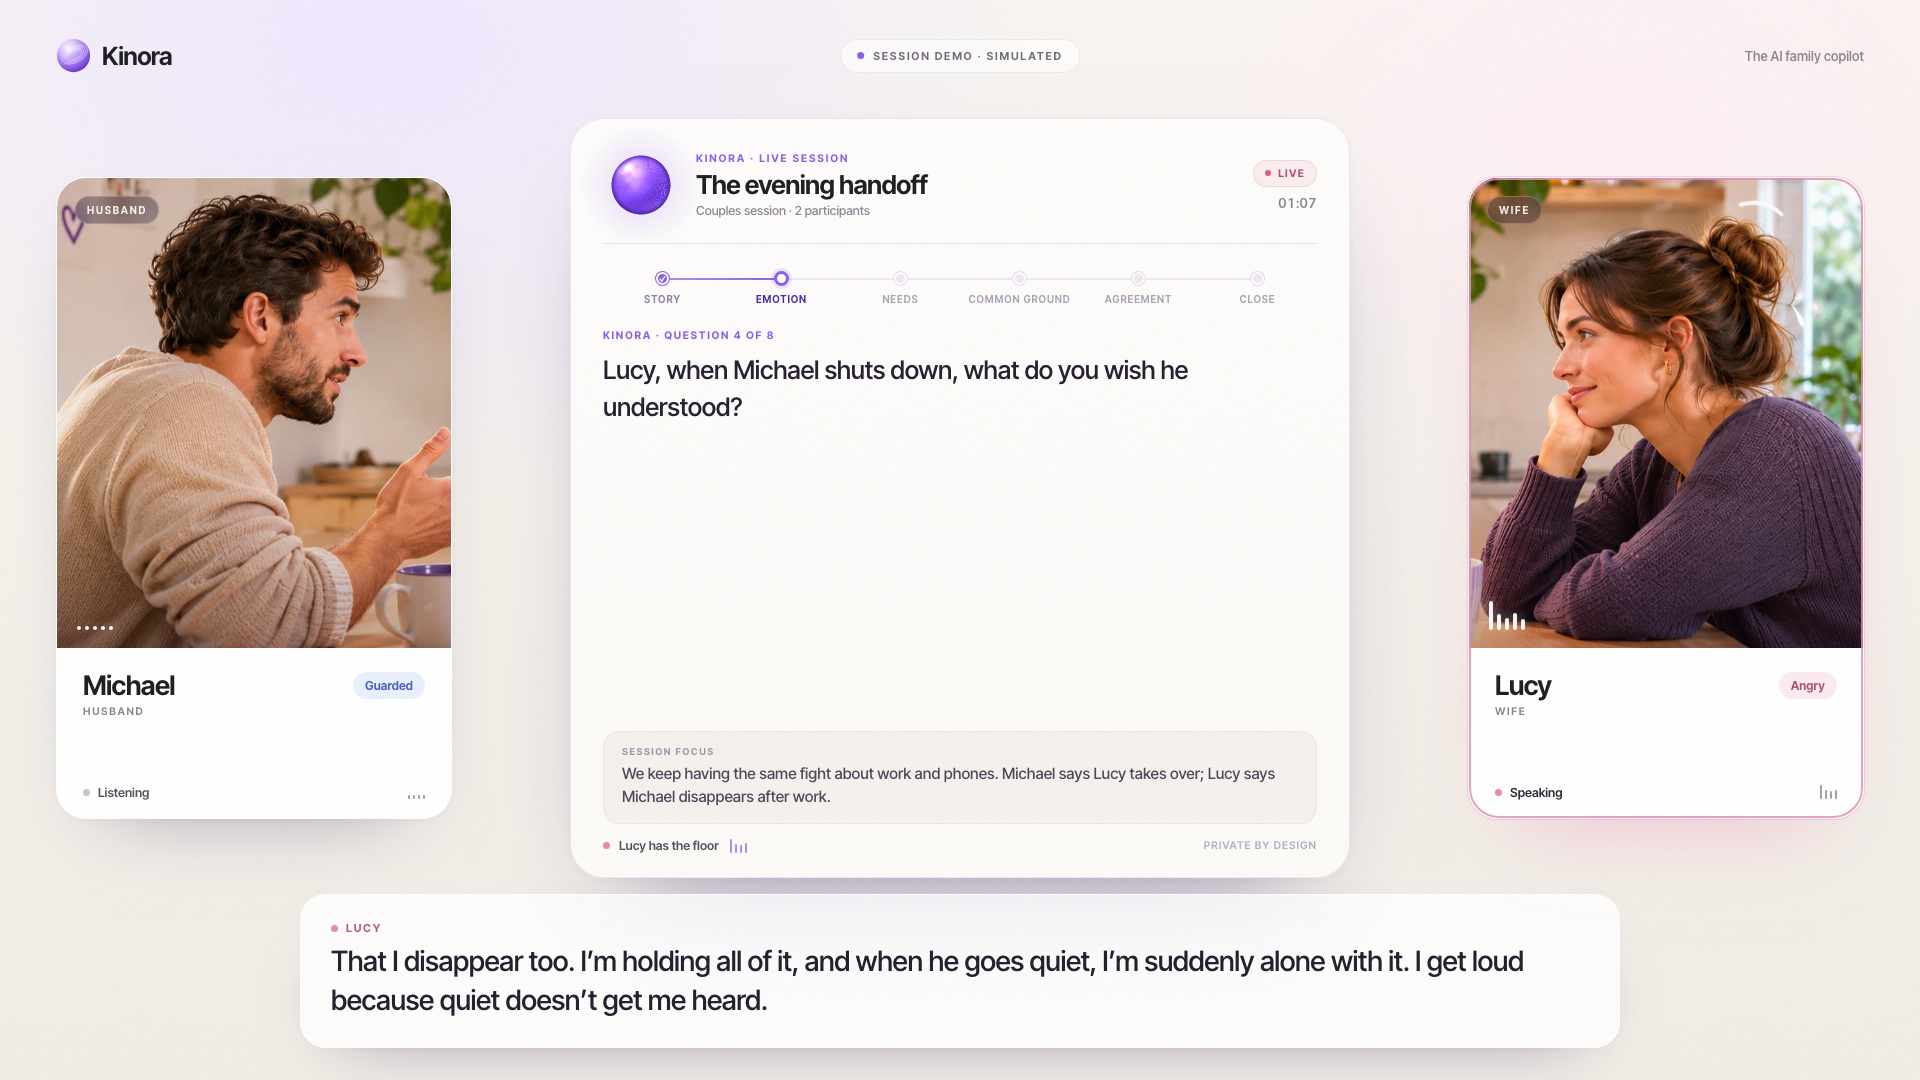 Kinora
SESSION DEMO · SIMULATED
The AI family copilot
HUSBAND
Michael
Guarded
HUSBAND
Listening
KINORA · LIVE SESSION
The evening handoff
Couples session · 2 participants
LIVE
01:07
STORY
EMOTION
NEEDS
COMMON GROUND
AGREEMENT
CLOSE
KINORA · QUESTION 4 OF 8
Lucy, when Michael shuts down, what do you wish he
understood?
SESSION FOCUS
We keep having the same fight about work and phones. Michael says Lucy takes over; Lucy says
Michael disappears after work.
Lucy has the floor
PRIVATE BY DESIGN
WIFE
Lucy
Angry
WIFE
Speaking
LUCY
That I disappear too. I’m holding all of it, and when he goes quiet, I’m suddenly alone with it. I get loud
because quiet doesn’t get me heard.